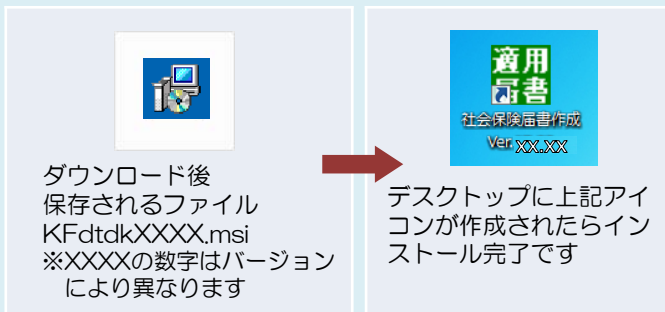 ダウンロード後
保存されるファイル
KFdtdkXXXX.msi
※XXXXの数字はバージョン
により異なります
適用
届書
社会保険届書作成
Ver. XX.XX
デスクトップに上記アイ
コンが作成されたらイン
ストール完了です